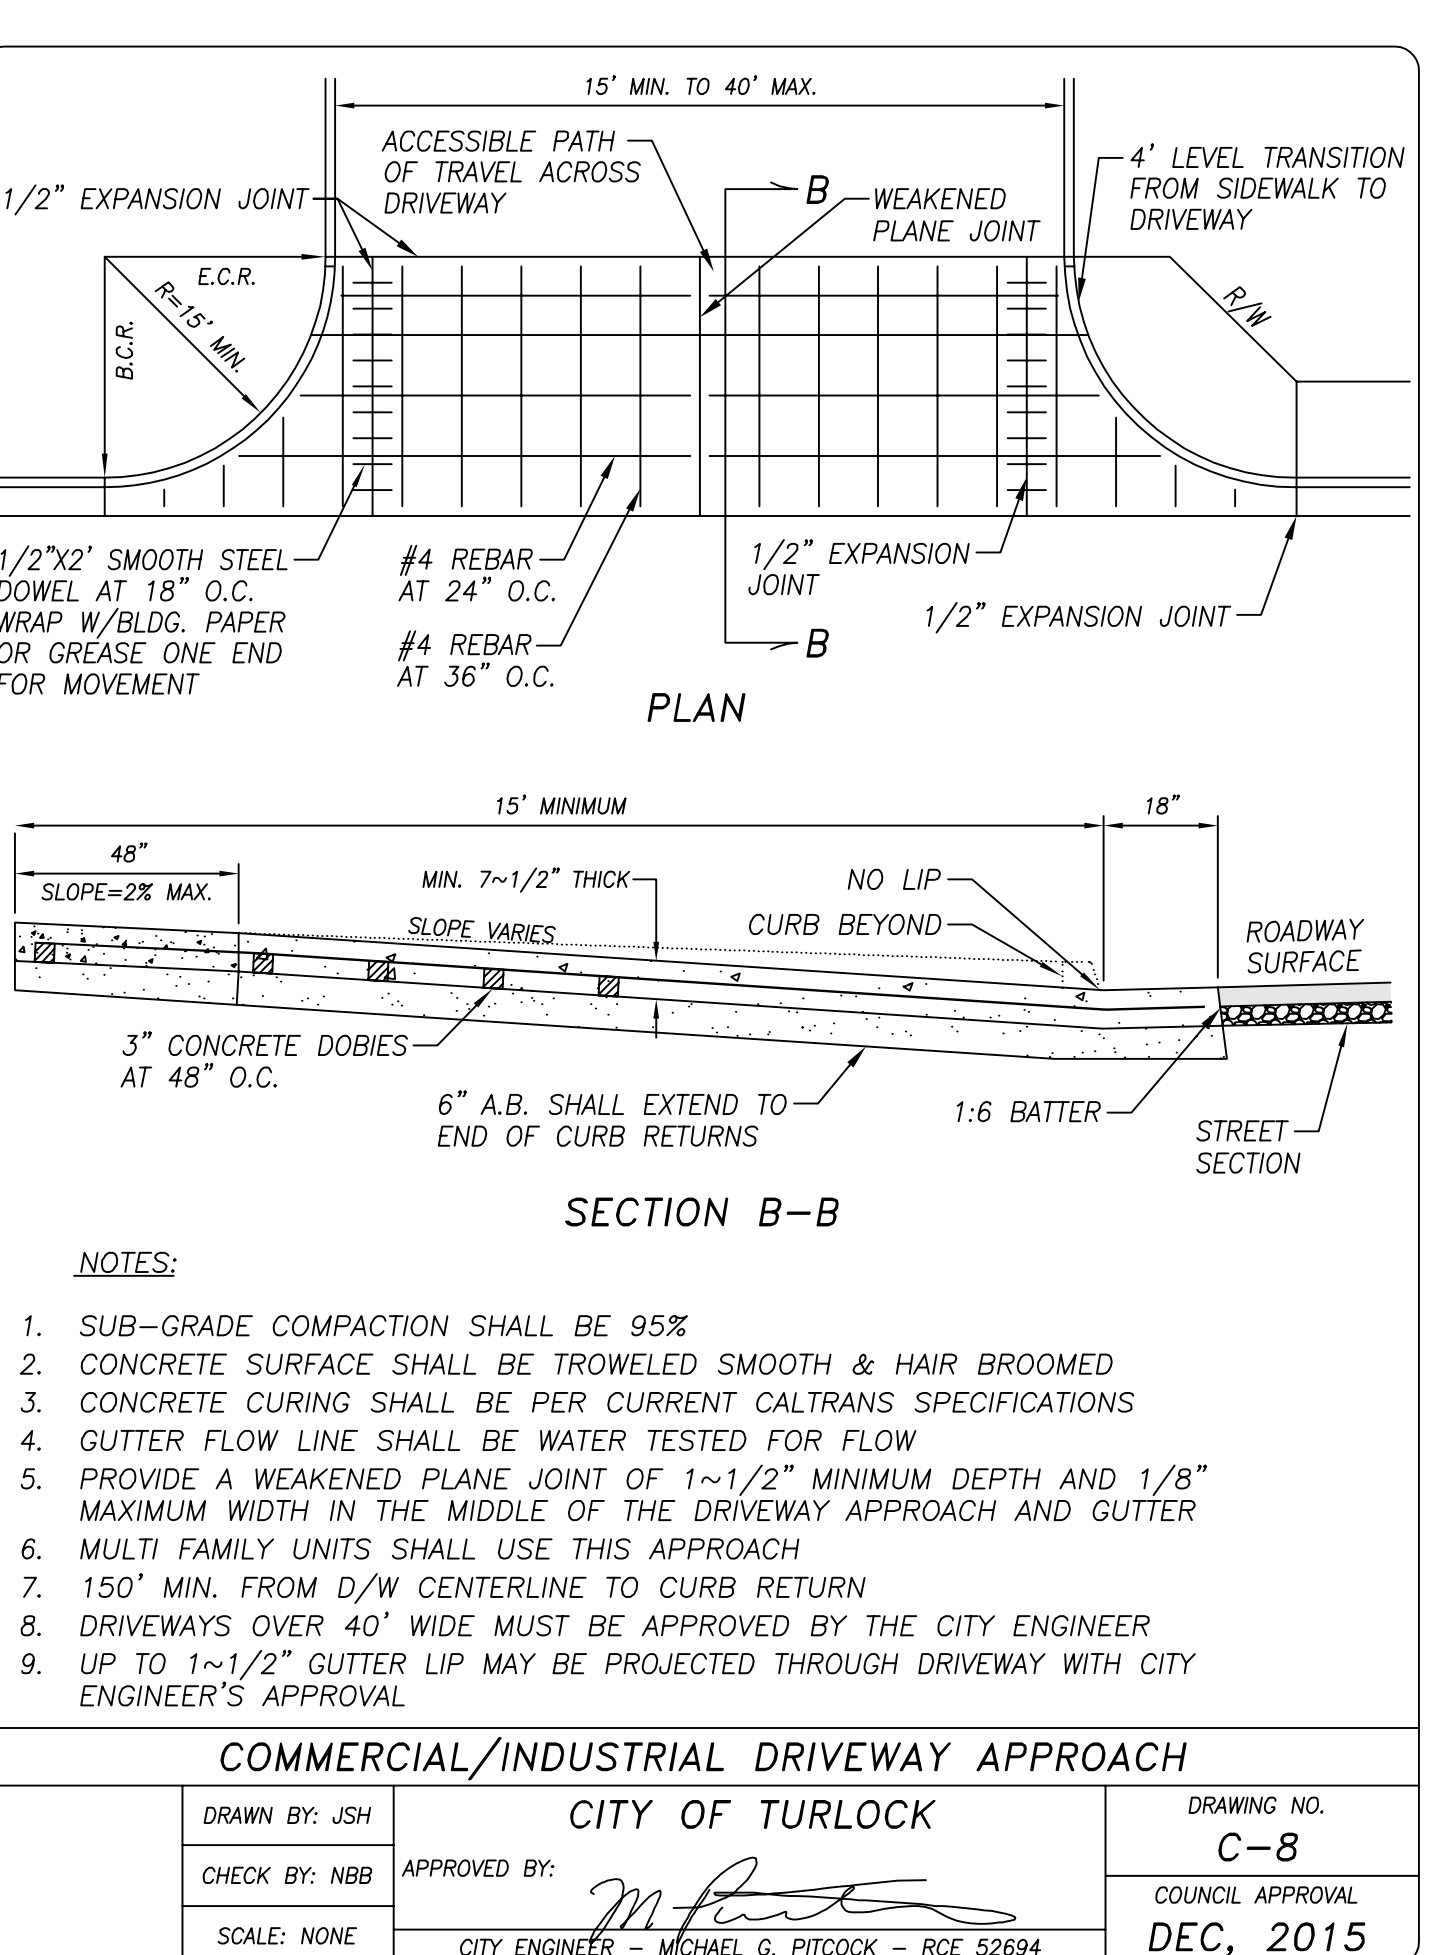 15' MIN. TO 40' MAX.
ACCESSIBLE PATH
OF TRAVEL ACROSS
DRIVEWAY
4' LEVEL TRANSITION
FROM SIDEWALK TO
DRIVEWAY
1/2" EXPANSION JOINT
B
WEAKENED
PLANE JOINT
E.C.R.
R=15' MIN.
B.C.R.
R/W
1/2"X2' SMOOTH STEEL
DOWEL AT 18" O.C.
WRAP W/BLDG. PAPER
OR GREASE ONE END
FOR MOVEMENT
#4 REBAR
AT 24" O.C.
#4 REBAR
AT 36" O.C.
1/2" EXPANSION
JOINT
1/2" EXPANSION JOINT
B
PLAN
15' MINIMUM
18"
48"
SLOPE=2% MAX.
MIN. 7~1/2" THICK
NO LIP
SLOPE VARIES
CURB BEYOND
ROADWAY
SURFACE
3" CONCRETE DOBIES
AT 48" O.C.
6" A.B. SHALL EXTEND TO
END OF CURB RETURNS
1:6 BATTER
STREET
SECTION
SECTION B-B
NOTES:
1. SUB-GRADE COMPACTION SHALL BE 95%
2. CONCRETE SURFACE SHALL BE TROWELED SMOOTH & HAIR BROOMED
3. CONCRETE CURING SHALL BE PER CURRENT CALTRANS SPECIFICATIONS
4. GUTTER FLOW LINE SHALL BE WATER TESTED FOR FLOW
5. PROVIDE A WEAKENED PLANE JOINT OF 1~1/2" MINIMUM DEPTH AND 1/8"
MAXIMUM WIDTH IN THE MIDDLE OF THE DRIVEWAY APPROACH AND GUTTER
6. MULTI FAMILY UNITS SHALL USE THIS APPROACH
7. 150' MIN. FROM D/W CENTERLINE TO CURB RETURN
8. DRIVEWAYS OVER 40' WIDE MUST BE APPROVED BY THE CITY ENGINEER
9. UP TO 1~1/2" GUTTER LIP MAY BE PROJECTED THROUGH DRIVEWAY WITH CITY
ENGINEER'S APPROVAL
COMMERCIAL/INDUSTRIAL DRIVEWAY APPROACH
DRAWN BY: JSH
CHECK BY: NBB
SCALE: NONE
CITY OF TURLOCK
APPROVED BY:
CITY ENGINEER - MICHAEL G. PITCOCK - RCE 52694
DRAWING NO.
C-8
COUNCIL APPROVAL
DEC, 2015